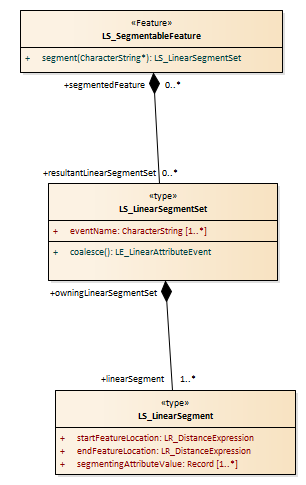 «Feature»
LS_SegmentableFeature
+ segment(CharacterString*): LS_LinearSegmentSet
+segmentedFeature 0..*
+resultantLinearSegmentSet 0..*
«type»
LS_LinearSegmentSet
+ eventName: CharacterString [1..*]
+ coalesce(): LE_LinearAttributeEvent
+owningLinearSegmentSet
+linearSegment 1..*
«type»
LS_LinearSegment
+ startFeatureLocation: LR_DistanceExpression
+ endFeatureLocation: LR_DistanceExpression
+ segmentingAttributeValue: Record [1..*]